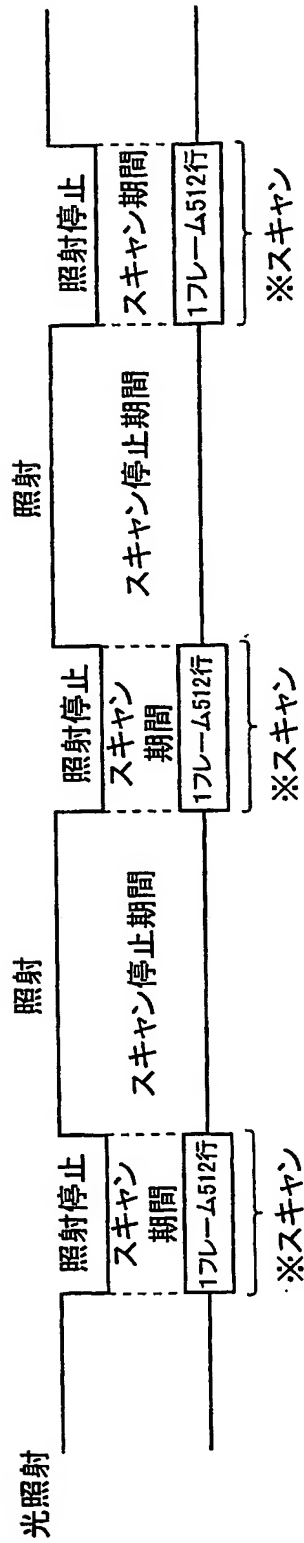 光照射
照射
照射
照射停止
照射停止
照射停止
スキャン
期間
スキャン停止期間
スキャン
期間
スキャン停止期間
スキャン期間
1フレーム512行
1フレーム512行
1フレーム512行
※スキャン
※スキャン
※スキャン